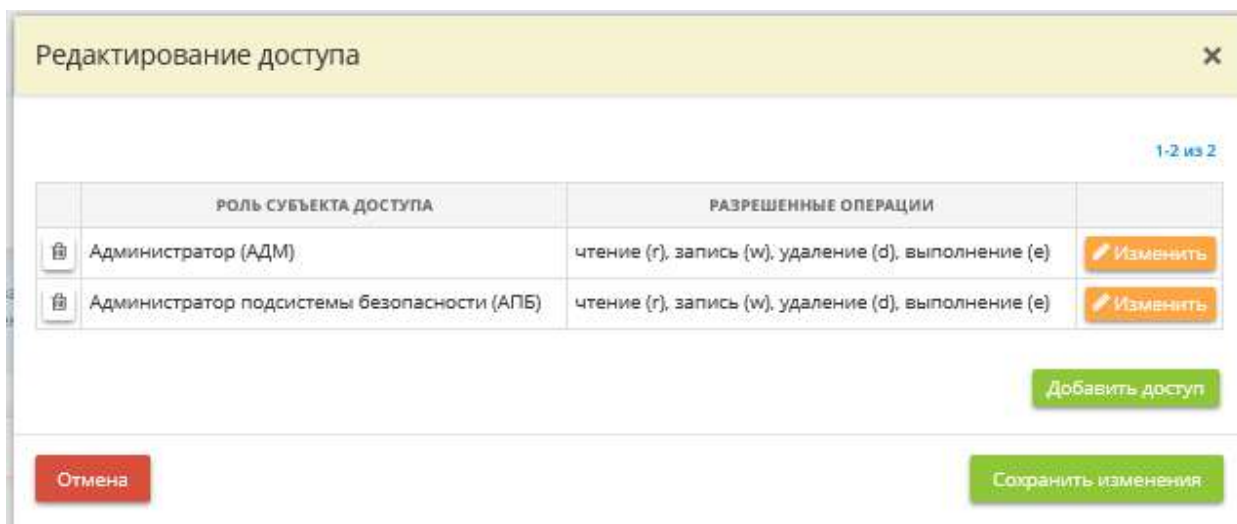 Редактирование доступа
1-2 из 2
РОЛЬ СУБЪЕКТА ДОСТУПА РАЗРЕШЕННЫЕ ОПЕРАЦИИ
Администратор (АДМ) чтение (r), запись (w), удаление (d), выполнение (e) Изменить
Администратор подсистемы безопасности (АПБ) чтение (r), запись (w), удаление (d), выполнение (e) Изменить
Добавить доступ
Отмена Сохранить изменения